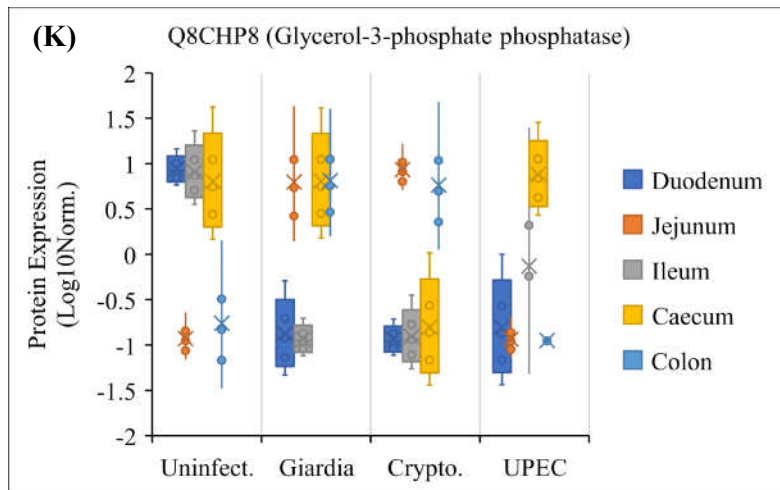 (K)
Q8CHP8 (Glycerol-3-phosphate phosphatase)
Protein Expression
(Log10Norm.)
2
1.5
1
0.5
0
-0.5
-1
-1.5
-2
Uninfect.
Giardia
Crypto.
UPEC
Duodenum
Jejunum
Ileum
Caecum
Colon